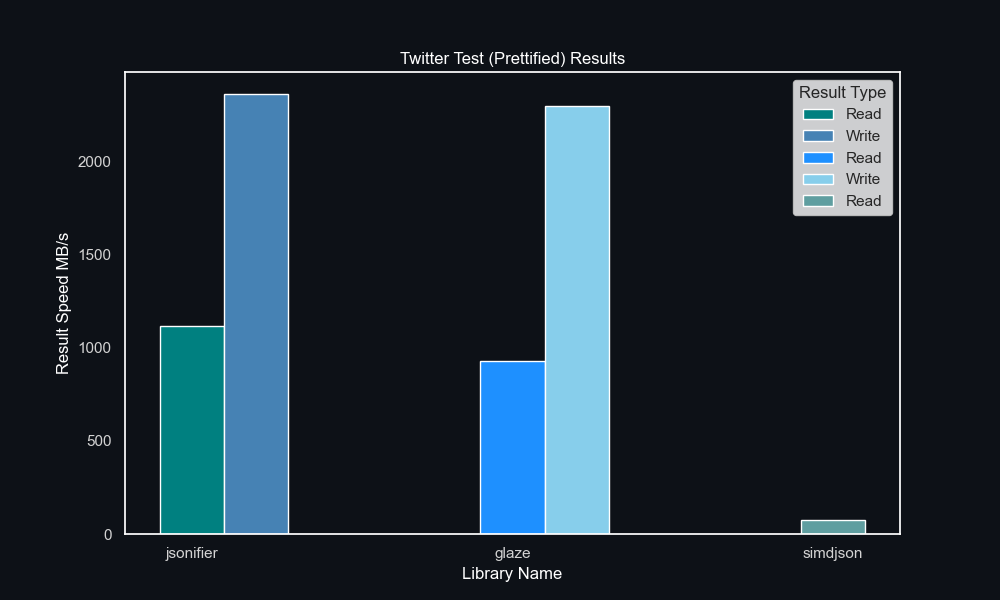 Twitter Test (Prettified) Results
Result Type
Read
Write
Read
Write
Read
Result Speed MB/s
2000
1500
1000
500
0
jsonifier
glaze
simdjson
Library Name